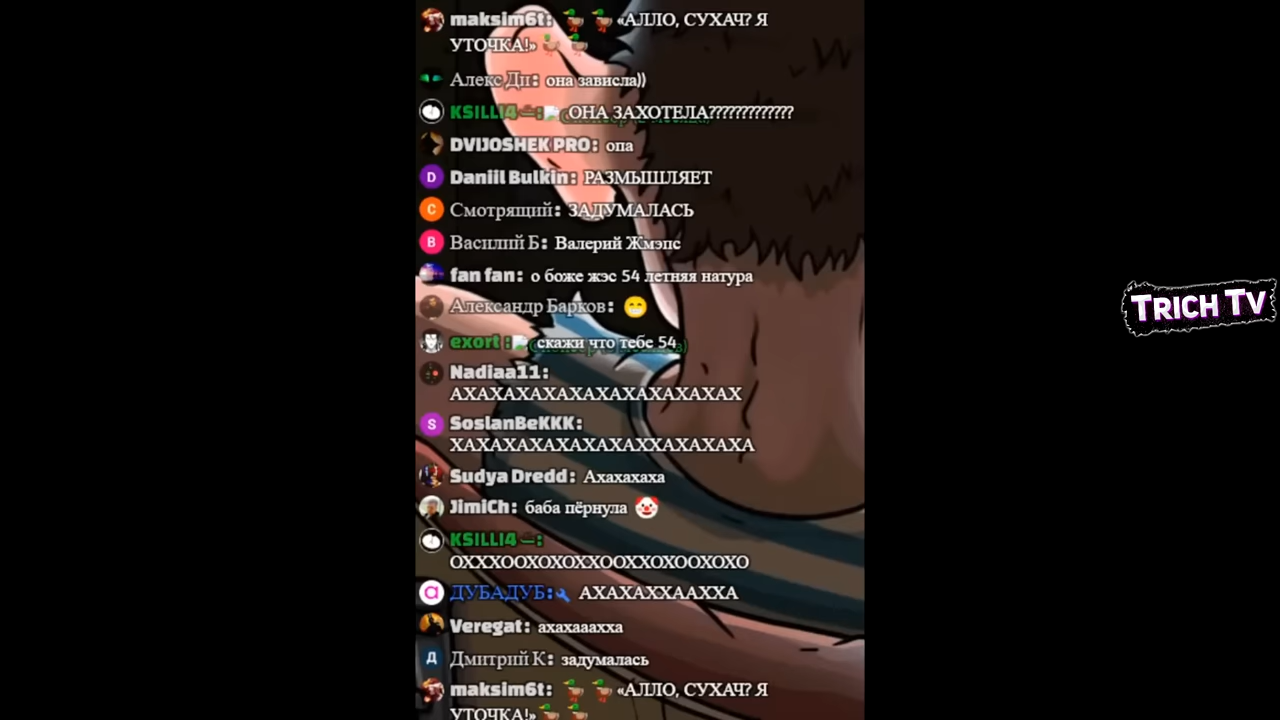 maksim6t: 🦆 🦆 «АЛЛО, СУХАЧ? Я
УТОЧКА!» 🦆 🦆
Алекс Дп: она зависла))
KSILLI4 ОНА ЗАХОТЕЛА?????????????
DVIJOSHEK PRO: опа
D Daniil Bulkin: РАЗМЫШЛЯЕТ
С Смотрящий: ЗАДУМАЛАСЬ
В Василий Б: Валерий Жмэпс
fan fan: о боже жэс 54 летняя натура
Александр Барков: 😁
exort: скажи что тебе 54
Nadiaa11:
АХАХАХАХАХАХАХАХАХАХАХ
S SoslanBeKKK:
ХАХАХАХАХАХАХАХХАХАХАХА
Sudya Dredd: Ахахахаха
JimiCh: баба пёрнула 🤡
KSILLI4
ОХХХООХОХОХХООХХОХООХОХО
a ДУБАДУБ: АХАХАХХААХХА
Veregat: ахахааахха
Д Дмитрий К: задумалась
maksim6t: 🦆 🦆 «АЛЛО, СУХАЧ? Я
УТОЧКА!» 🦆 🦆
TRICH TV